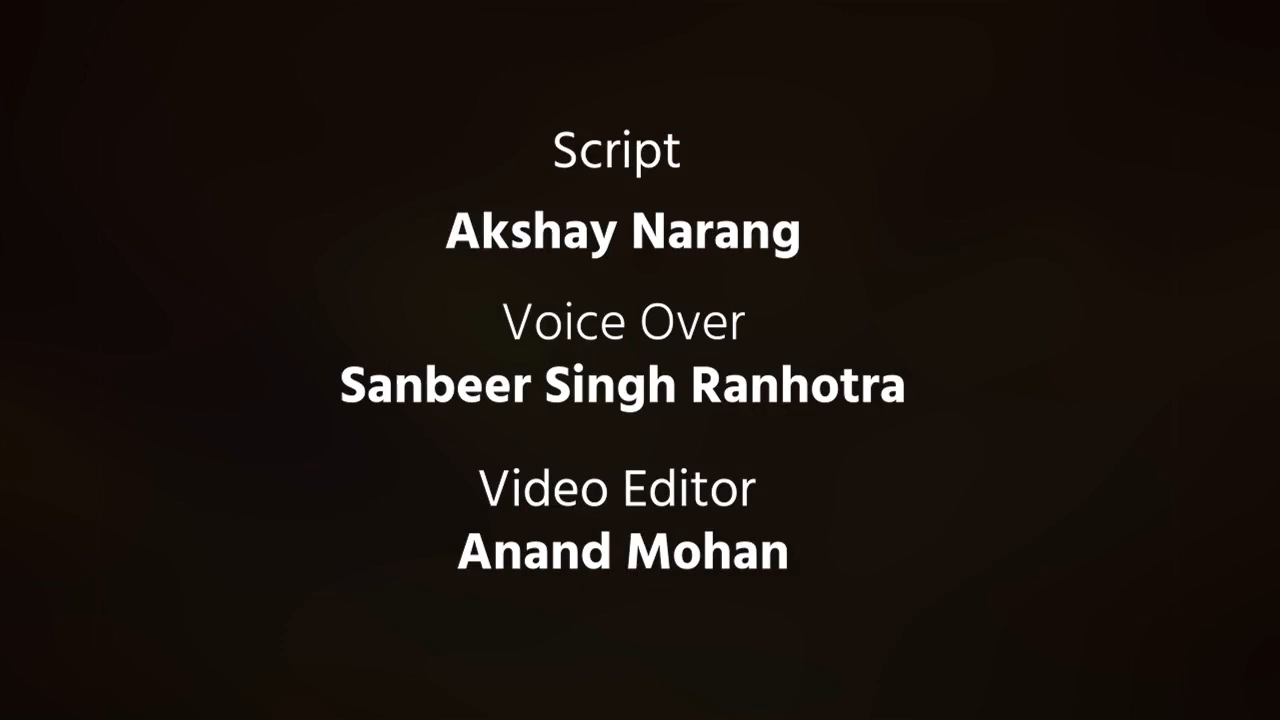 Script
Akshay Narang
Voice Over
Sanbeer Singh Ranhotra
Video Editor
Anand Mohan